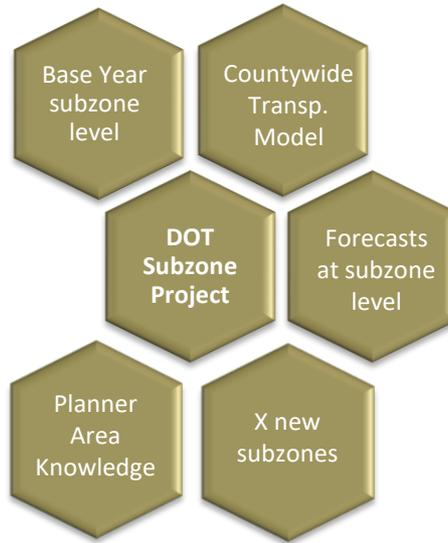 Base Year
subzone
level
Countywide
Transp.
Model
DOT
Subzone
Project
Forecasts
at subzone
level
Planner
Area
Knowledge
X new
subzones